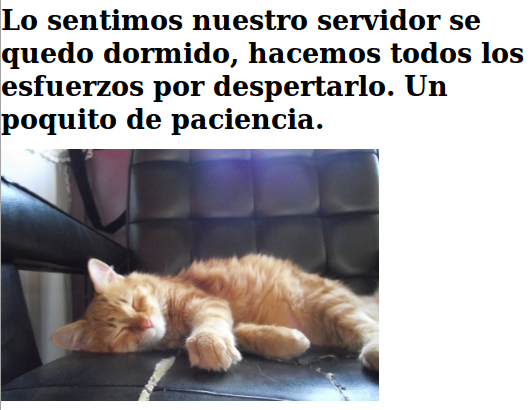 Lo sentimos nuestro servidor se
quedo dormido, hacemos todos los
esfuerzos por despertarlo. Un
poquito de paciencia.